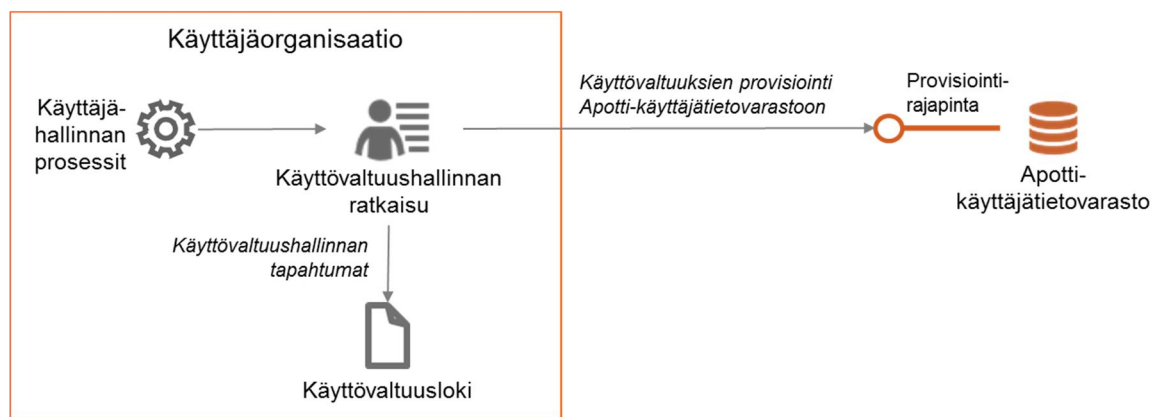 Käyttäjäorganisaatio
Käyttäjä-
hallinnan
prosessit
Käyttövaltuushallinnan
ratkaisu
Käyttövaltuuksien provisiointi
Apotti-käyttäjätietovarastoon
Provisiointi-
rajapinta
Apotti-
käyttäjätietovarasto
Käyttövaltuushallinnan
tapahtumat
Käyttövaltuusloki